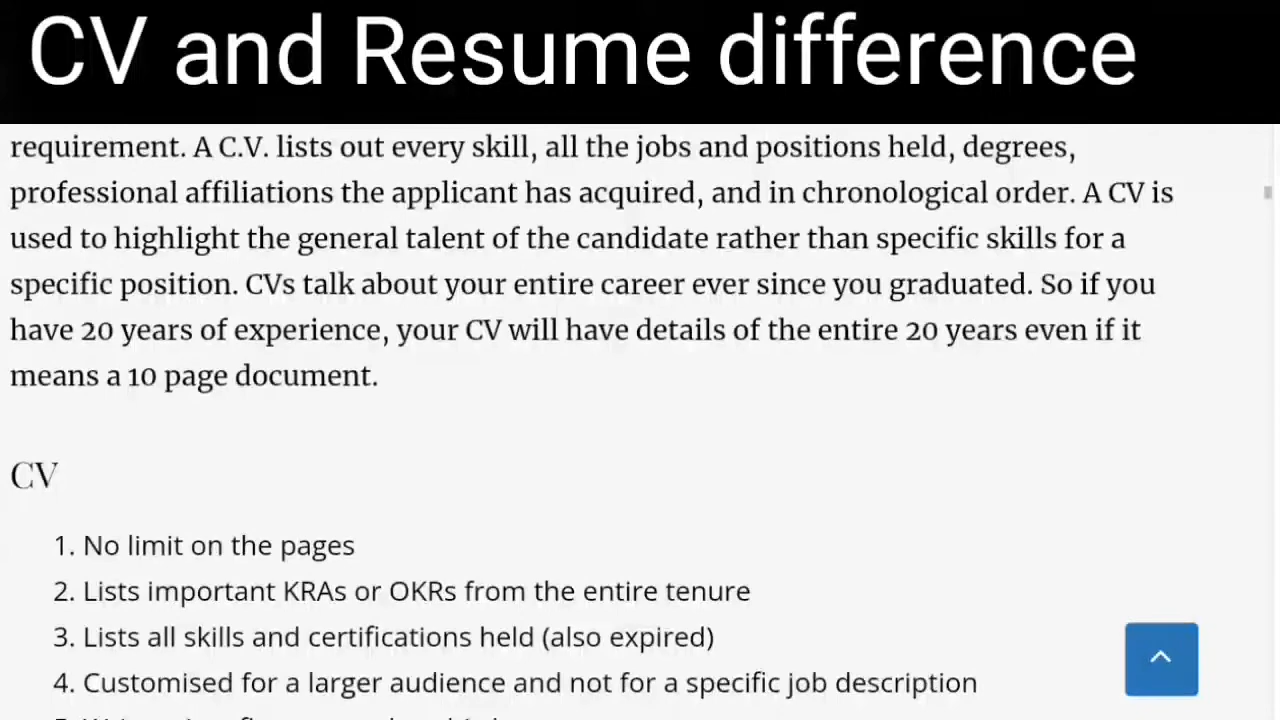 CV and Resume difference
requirement. A C.V. lists out every skill, all the jobs and positions held, degrees,
professional affiliations the applicant has acquired, and in chronological order. A CV is
used to highlight the general talent of the candidate rather than specific skills for a
specific position. CVs talk about your entire career ever since you graduated. So if you
have 20 years of experience, your CV will have details of the entire 20 years even if it
means a 10 page document.
CV
1. No limit on the pages
2. Lists important KRAs or OKRs from the entire tenure
3. Lists all skills and certifications held (also expired)
4. Customised for a larger audience and not for a specific job description